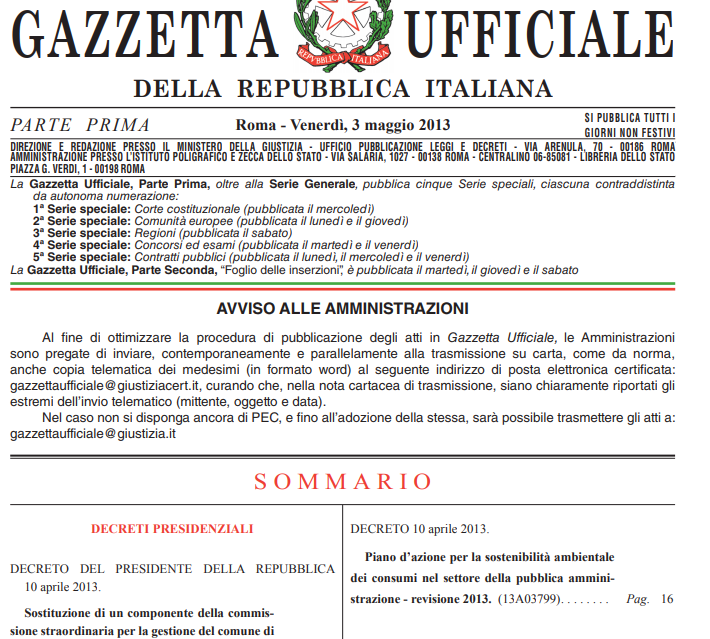 GAZZETTA UFFICIALE
REPVBBLICA ITALIANA
DELLA REPUBBLICA ITALIANA
PARTE PRIMA
Roma - Venerdì, 3 maggio 2013
SI PUBBLICA TUTTI I
GIORNI NON FESTIVI
DIREZIONE E REDAZIONE PRESSO IL MINISTERO DELLA GIUSTIZIA - UFFICIO PUBBLICAZIONE LEGGI E DECRETI - VIA ARENULA, 70 - 00186 ROMA
AMMINISTRAZIONE PRESSO L'ISTITUTO POLIGRAFICO E ZECCA DELLO STATO - VIA SALARIA, 1027 - 00138 ROMA - CENTRALINO 06-85081 - LIBRERIA DELLO STATO
PIAZZA G. VERDI, 1 - 00198 ROMA
La Gazzetta Ufficiale, Parte Prima, oltre alla Serie Generale, pubblica cinque Serie speciali, ciascuna contraddistinta
da autonoma numerazione:
1ª Serie speciale: Corte costituzionale (pubblicata il mercoledì)
2ª Serie speciale: Comunità europee (pubblicata il lunedì e il giovedì)
3ª Serie speciale: Regioni (pubblicata il sabato)
4ª Serie speciale: Concorsi ed esami (pubblicata il martedì e il venerdì)
5ª Serie speciale: Contratti pubblici (pubblicata il lunedì, il mercoledì e il venerdì)
La Gazzetta Ufficiale, Parte Seconda, "Foglio delle inserzioni", è pubblicata il martedì, il giovedì e il sabato
AVVISO ALLE AMMINISTRAZIONI
Al fine di ottimizzare la procedura di pubblicazione degli atti in Gazzetta Ufficiale, le Amministrazioni
sono pregate di inviare, contemporaneamente e parallelamente alla trasmissione su carta, come da norma,
anche copia telematica dei medesimi (in formato word) al seguente indirizzo di posta elettronica certificata:
gazzettaufficiale@giustiziacert.it, curando che, nella nota cartacea di trasmissione, siano chiaramente riportati gli
estremi dell'invio telematico (mittente, oggetto e data).
Nel caso non si disponga ancora di PEC, e fino all'adozione della stessa, sarà possibile trasmettere gli atti a:
gazzettaufficiale@giustizia.it
SOMMARIO
DECRETI PRESIDENZIALI
DECRETO DEL PRESIDENTE DELLA REPUBBLICA
10 aprile 2013.
Sostituzione di un componente della commis-
sione straordinaria per la gestione del comune di
DECRETO 10 aprile 2013.
Piano d'azione per la sostenibilità ambientale
dei consumi nel settore della pubblica ammini-
strazione - revisione 2013. (13A03799). . . . . . . . Pag. 16